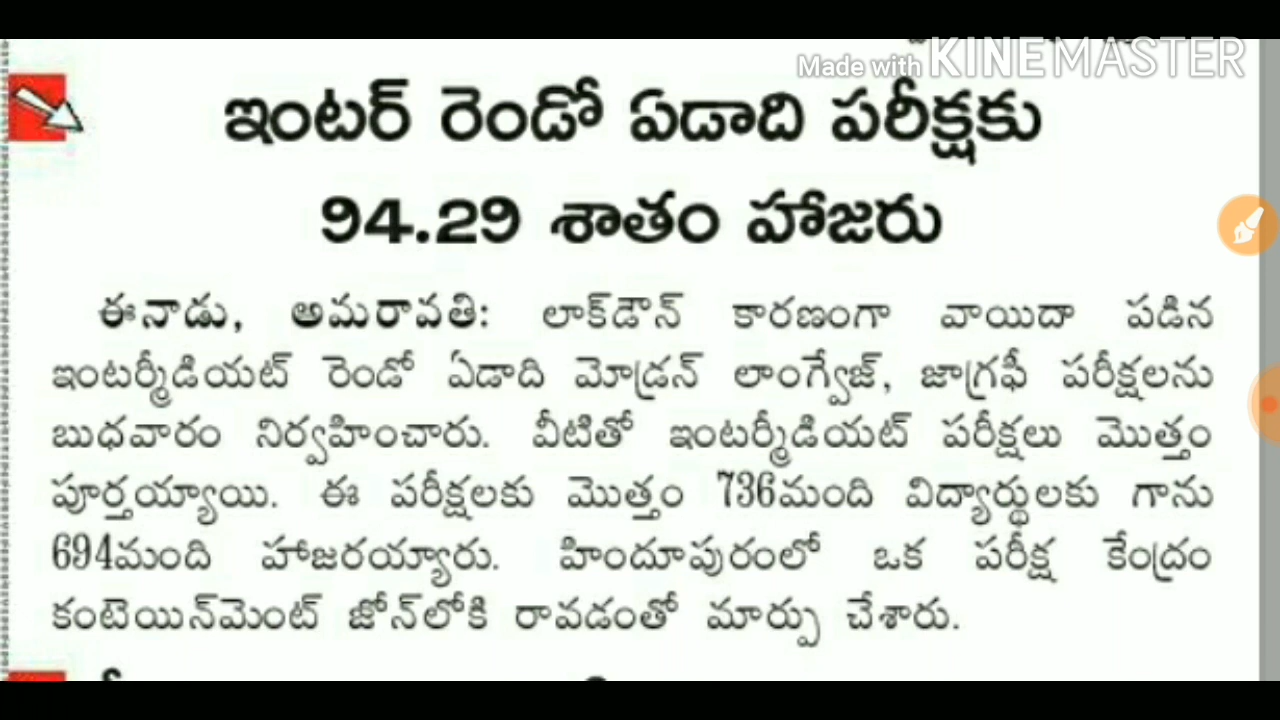 Made with KINEMASTER
ఇంటర్ రెండో ఏడాది పరీక్షకు
94.29 శాతం హాజరు
ఈనాడు, అమరావతి: లాక్‌డౌన్ కారణంగా వాయిదా పడిన
ఇంటర్మీడియట్ రెండో ఏడాది మోడ్రన్ లాంగ్వేజ్, జాగ్రఫీ పరీక్షలను
బుధవారం నిర్వహించారు. వీటితో ఇంటర్మీడియట్ పరీక్షలు మొత్తం
పూర్తయ్యాయి. ఈ పరీక్షలకు మొత్తం 736మంది విద్యార్థులకు గాను
694మంది హాజరయ్యారు. హిందూపురంలో ఒక పరీక్ష కేంద్రం
కంటెయిన్‌మెంట్ జోన్‌లోకి రావడంతో మార్పు చేశారు.